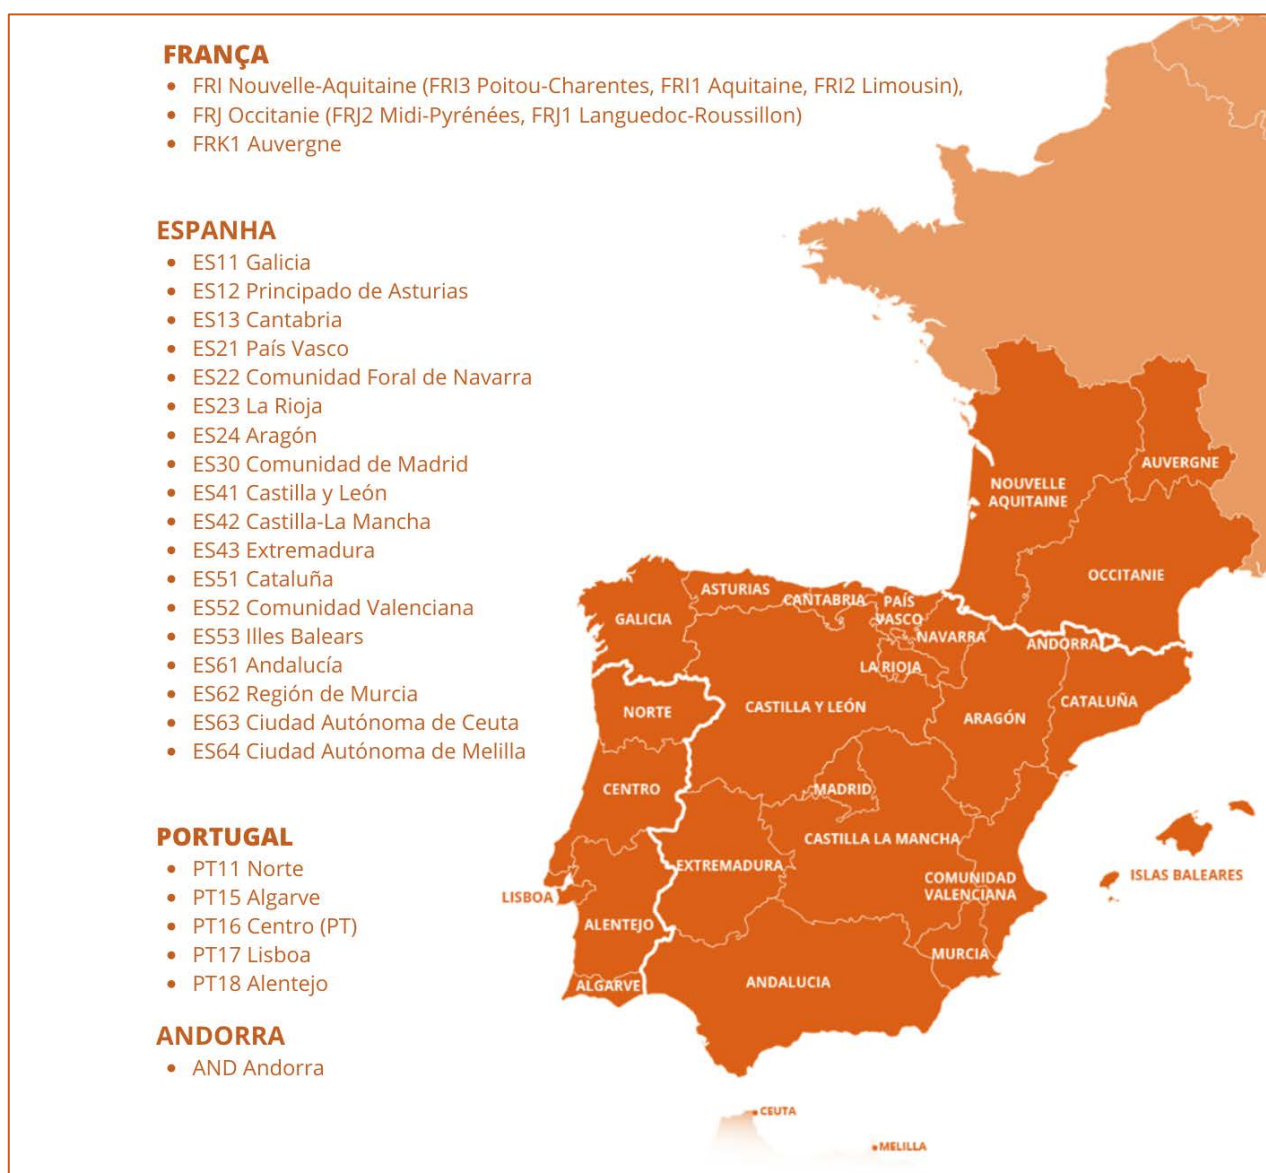 FRANÇA
• FRI Nouvelle-Aquitaine (FRI3 Poitou-Charentes, FRI1 Aquitaine, FRI2 Limousin),
• FRJ Occitanie (FRJ2 Midi-Pyrénées, FRJ1 Languedoc-Roussillon)
• FRK1 Auvergne
ESPANHA
• ES11 Galicia
• ES12 Principado de Asturias
• ES13 Cantabria
• ES21 País Vasco
• ES22 Comunidad Foral de Navarra
• ES23 La Rioja
• ES24 Aragón
• ES30 Comunidad de Madrid
• ES41 Castilla y León
• ES42 Castilla-La Mancha
• ES43 Extremadura
• ES51 Cataluña
• ES52 Comunidad Valenciana
• ES53 Illes Balears
• ES61 Andalucía
• ES62 Región de Murcia
• ES63 Ciudad Autónoma de Ceuta
• ES64 Ciudad Autónoma de Melilla
PORTUGAL
• PT11 Norte
• PT15 Algarve
• PT16 Centro (PT)
• PT17 Lisboa
• PT18 Alentejo
ANDORRA
• AND Andorra
AUVERGNE
NOUVELLE
AQUITAINE
OCCITANIE
ASTURIAS
CANTABRIA
PAÍS
VASCO
GALICIA
NAVARRA
ANDORRA
LA RIOJA
CATALUÑA
NORTE
CASTILLA Y LEÓN
ARAGÓN
CENTRO
MADRID
CASTILLA LA MANCHA
EXTREMADURA
COMUNIDAD
VALENCIANA
ISLAS BALEARES
LISBOA
ALENTEJO
MURCIA
ALGARVE
ANDALUCIA
CEUTA
MELILLA